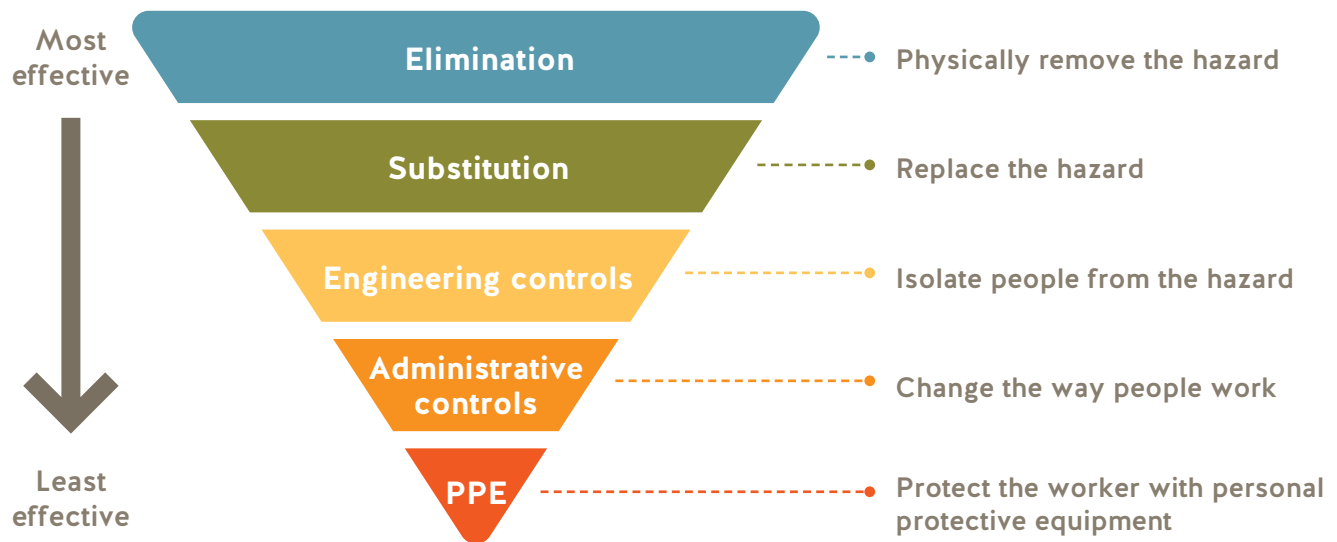 Most
effective
Elimination
Physically remove the hazard
Substitution
Replace the hazard
Engineering controls
Isolate people from the hazard
Administrative
controls
Change the way people work
Least
effective
PPE
Protect the worker with personal
protective equipment